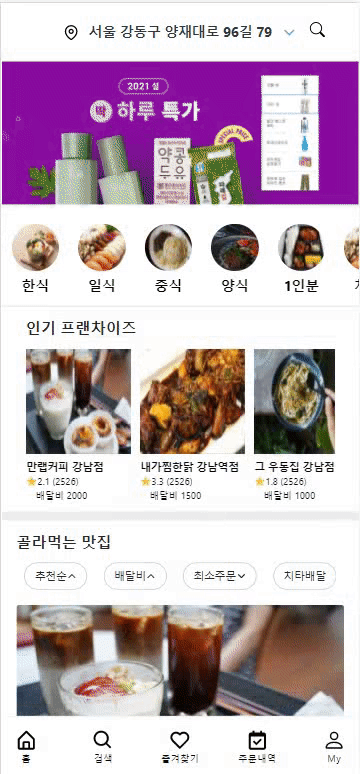 서울 강동구 양재대로 96길 79
2021 설
딱 하루 특가
SPECIAL PRICE
약콩두유
한식
일식
중식
양식
1인분
인기 프랜차이즈
만랩커피 강남점
내가찜한닭 강남역점
그 우동집 강남점
⭐2.1 (2526)
⭐3.3 (2526)
⭐1.8 (2526)
배달비 2000
배달비 1500
배달비 1000
골라먹는 맛집
추천순
배달비
최소주문
치타배달
홈
검색
즐겨찾기
주문내역
My